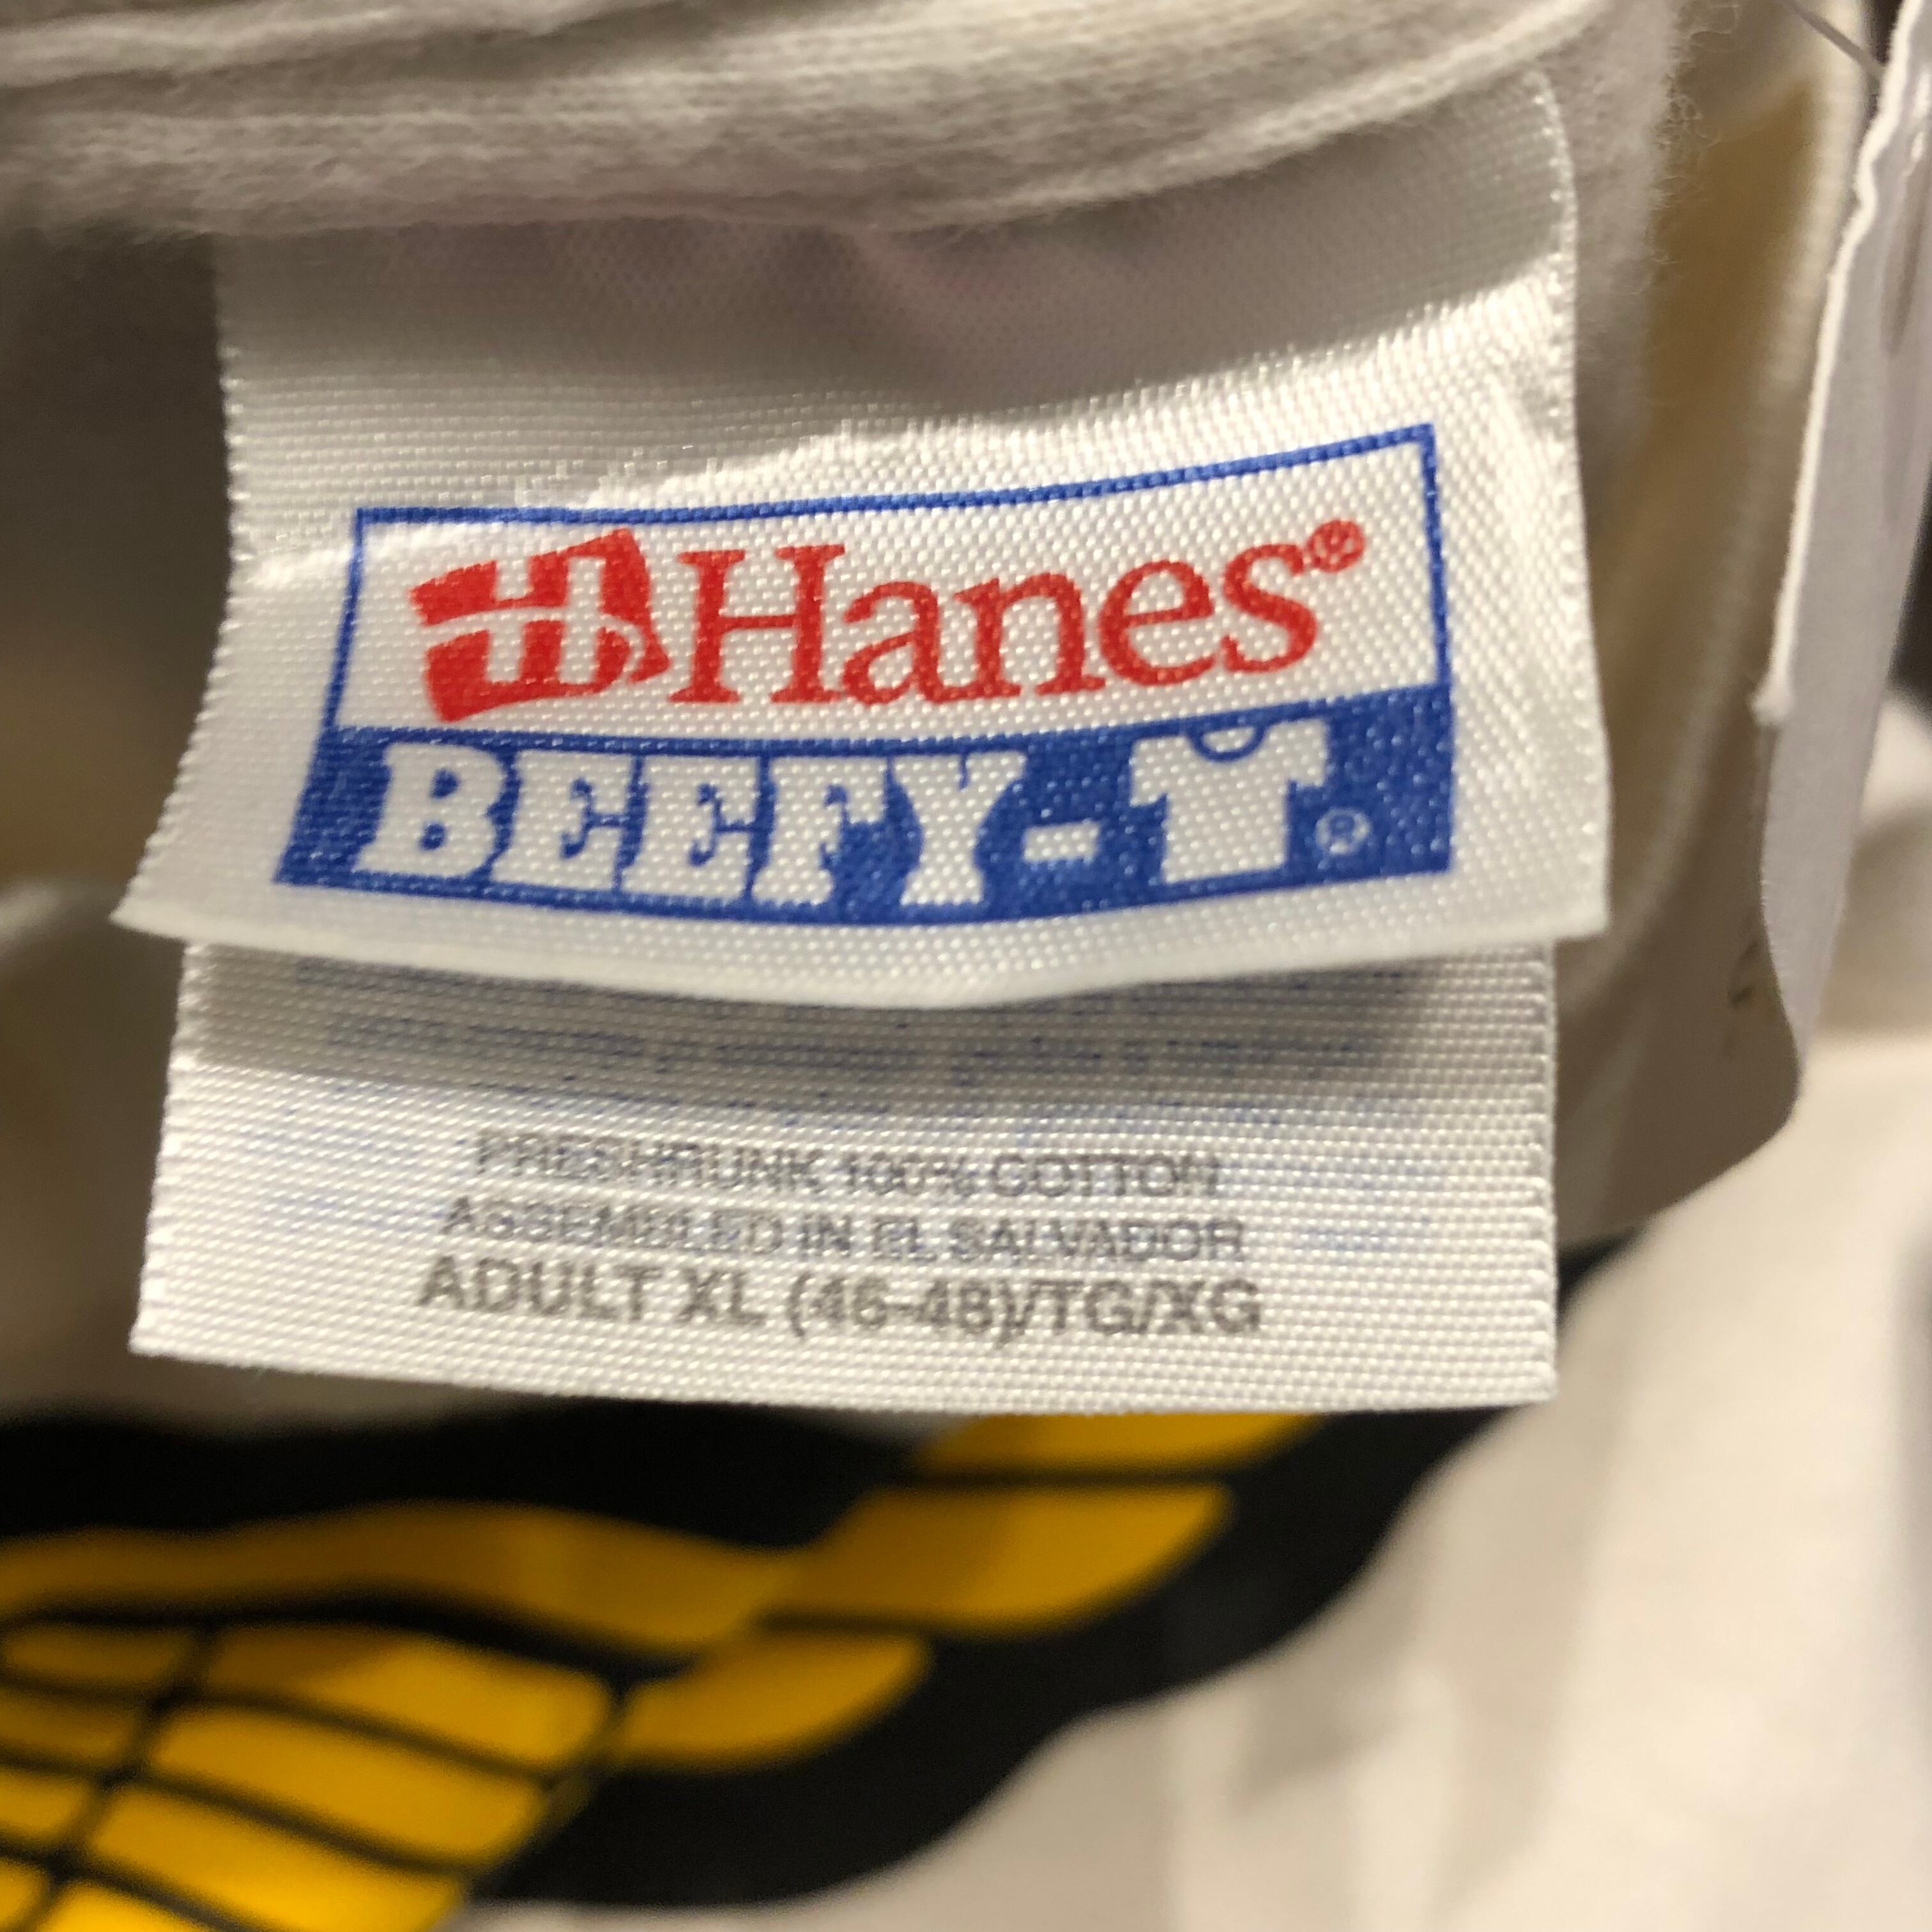 Hanes®
BEEFY-T®
PRESHRUNK 100% COTTON
ASSEMBLED IN EL SALVADOR
ADULT XL (46-48)/TG/XG